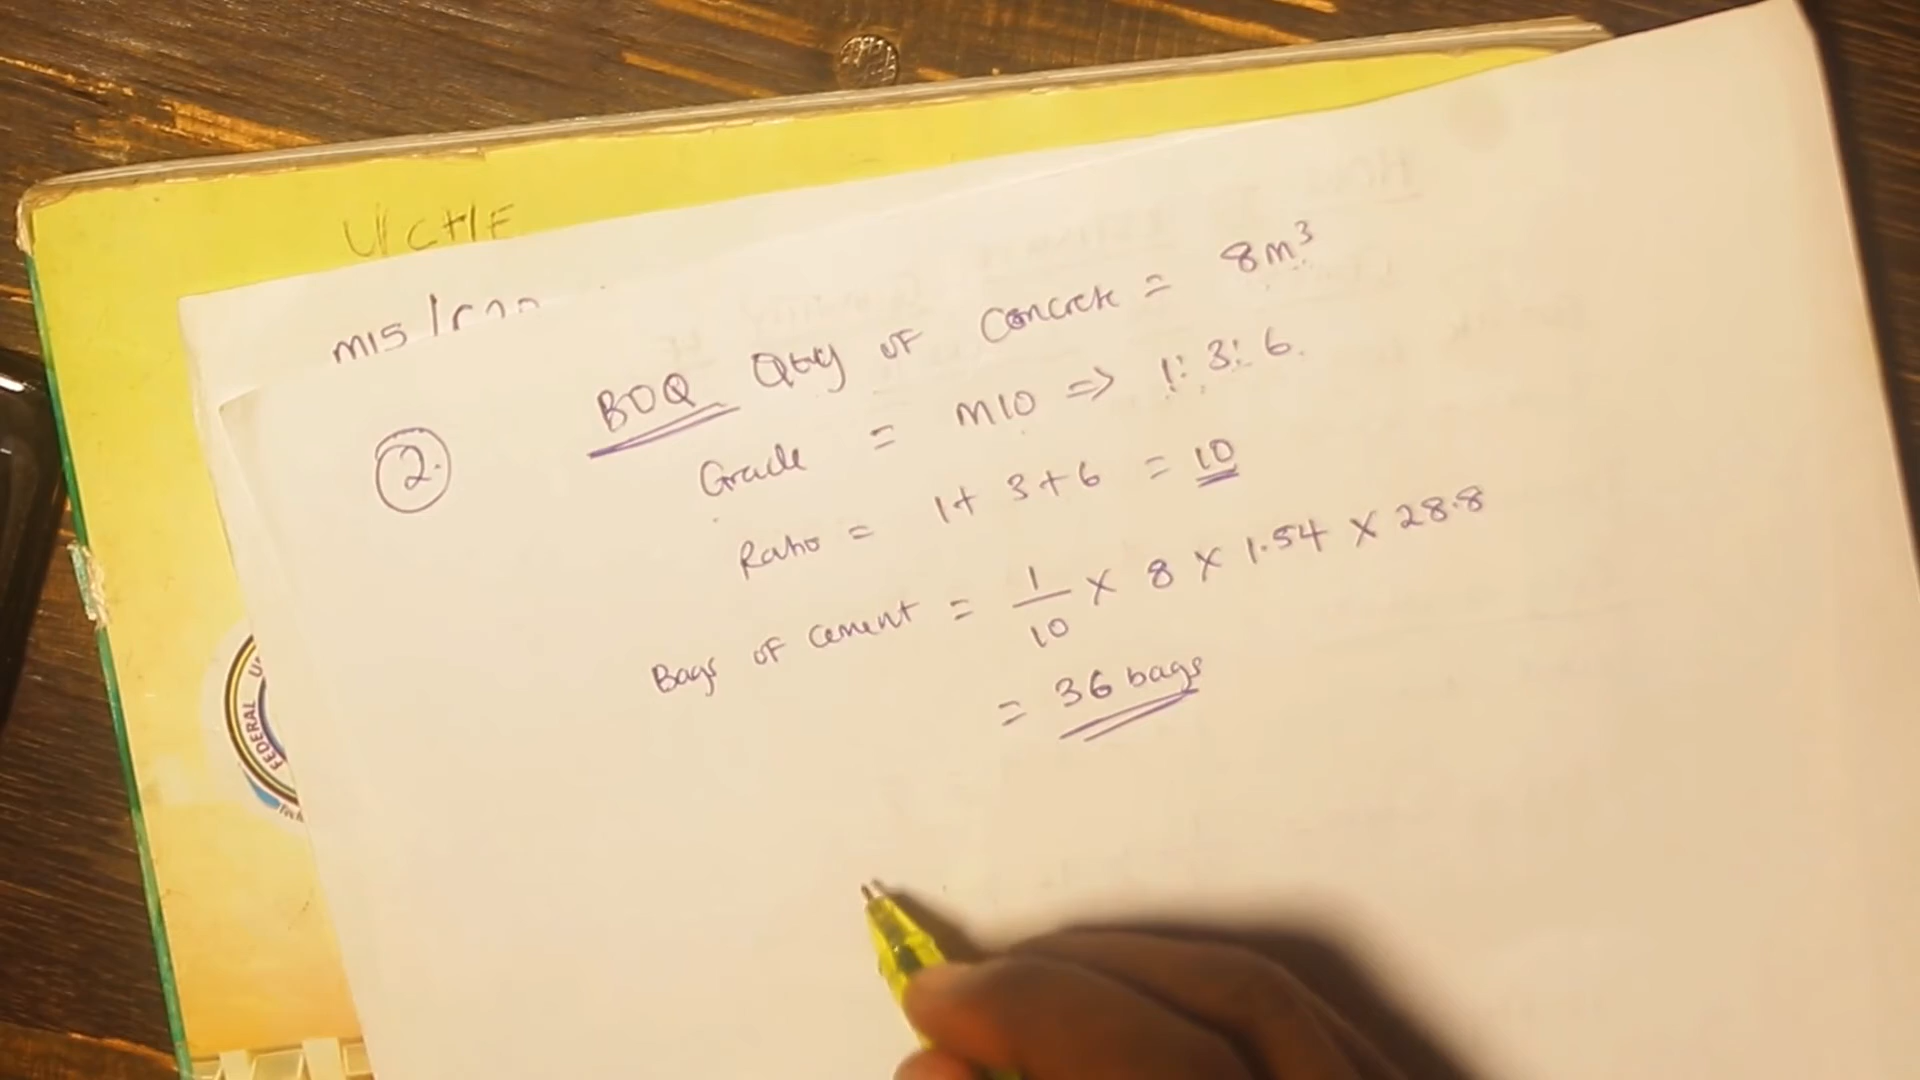 M15
② BOQ Qty of Concrete = 8m³
Grade = M10 => 1:3:6.
Ratio = 1+ 3+6 = 10
Bags of cement = 1/10 × 8 × 1.54 × 28.8
= 36 bags
FEDERAL